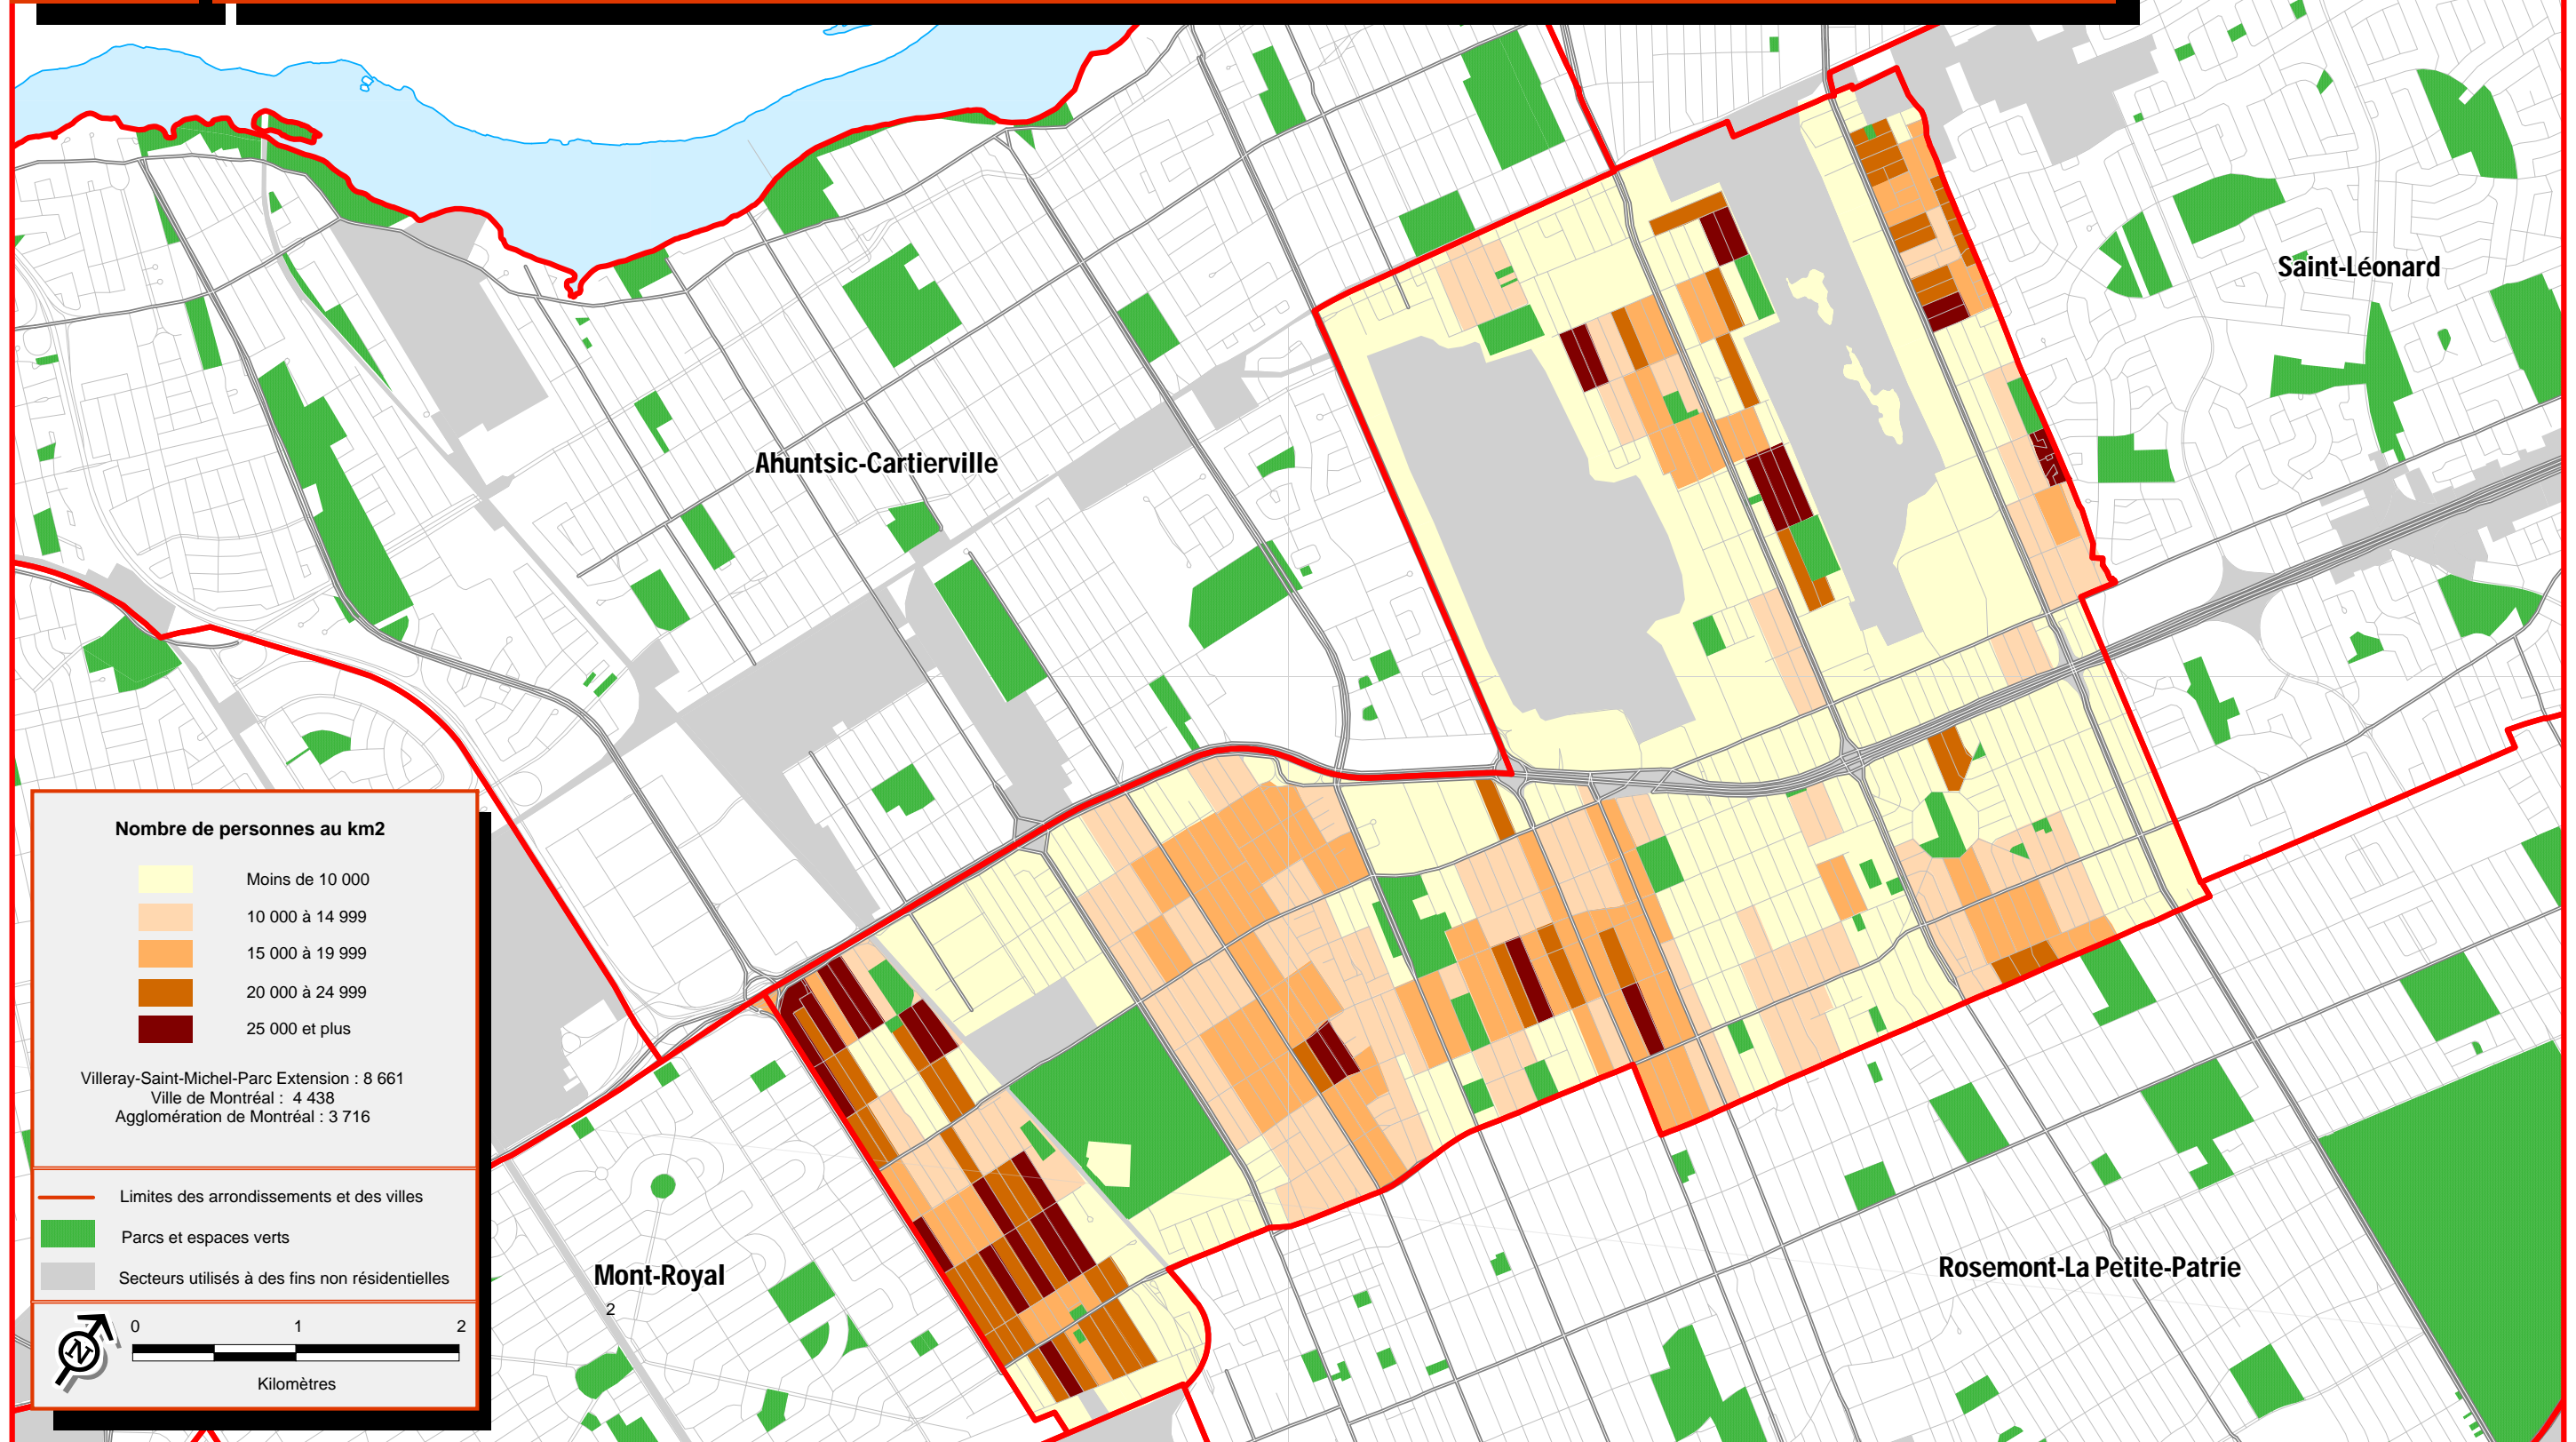 Saint-Léonard
Ahuntsic-Cartierville
Nombre de personnes au km2
Moins de 10 000
10 000 à 14 999
15 000 à 19 999
20 000 à 24 999
25 000 et plus
Villeray-Saint-Michel-Parc Extension : 8 661
Ville de Montréal : 4 438
Agglomération de Montréal : 3 716
Limites des arrondissements et des villes
Parcs et espaces verts
Secteurs utilisés à des fins non résidentielles
N
0 1 2
Kilomètres
Mont-Royal
2
Rosemont-La Petite-Patrie